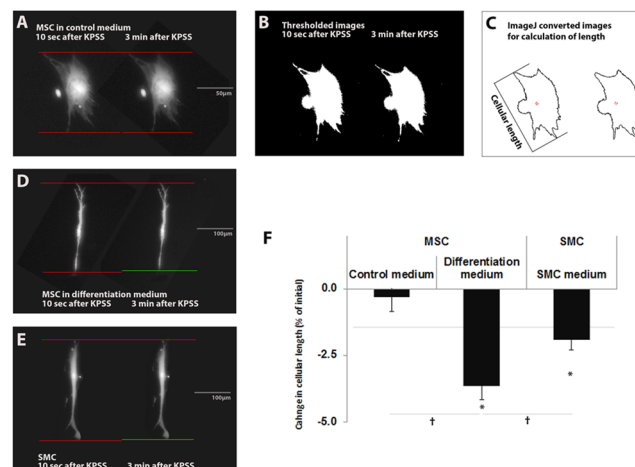 A
MSC in control medium
10 sec after KPSS 3 min after KPSS
50µm
B
Thresholded images
10 sec after KPSS 3 min after KPSS
C
ImageJ converted images
for calculation of length
Cellular length
D
100µm
MSC in differentiation medium
10 sec after KPSS 3 min after KPSS
E
100µm
SMC
10 sec after KPSS 3 min after KPSS
F
MSC SMC
Control medium Differentiation medium SMC medium
Cahnge in cellular length [% of initial]
0.0
-2.5
-5.0
*
*
† †